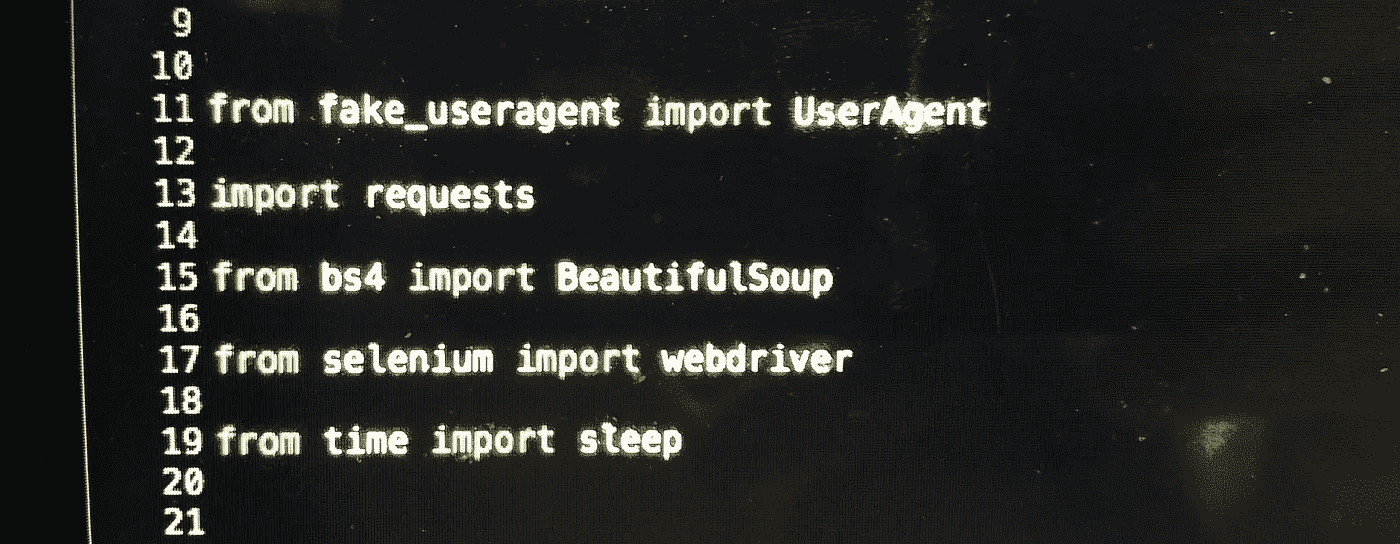 9
10
11 from fake_useragent import UserAgent
12
13 import requests
14
15 from bs4 import BeautifulSoup
16
17 from selenium import webdriver
18
19 from time import sleep
20
21